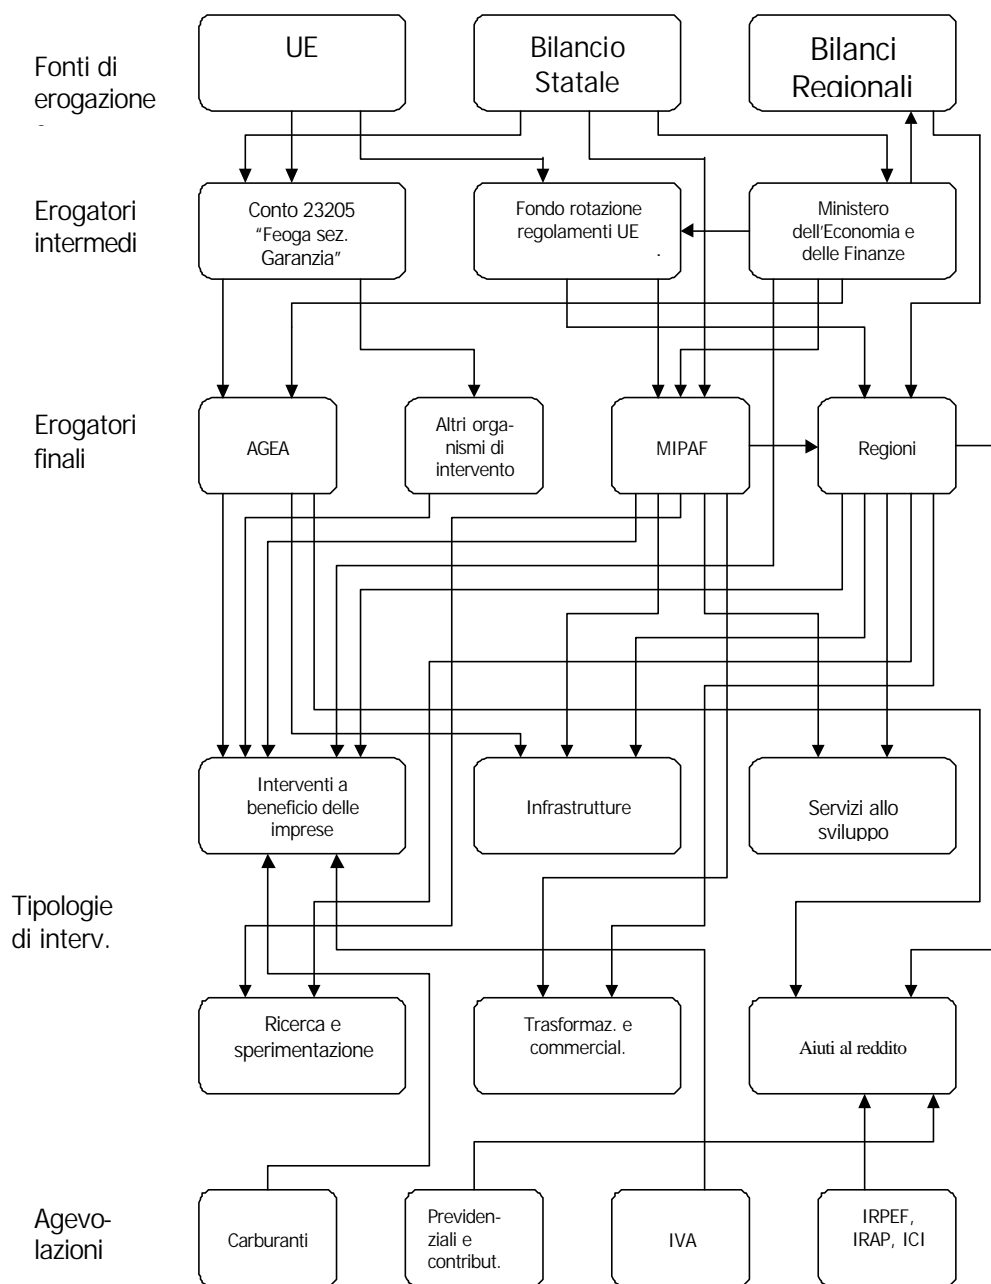 Fonti di
erogazione
UE
Bilancio
Statale
Bilanci
Regionali
Erogatori
intermedi
Conto 23205
"Feoga sez.
Garanzia"
Fondo rotazione
regolamenti UE
.
Ministero
dell'Economia e
delle Finanze
Erogatori
finali
AGEA
Altri orga-
nismi di
intervento
MIPAF
Regioni
Interventi a
beneficio delle
imprese
Infrastrutture
Servizi allo
sviluppo
Tipologie
di interv.
Ricerca e
sperimentazione
Trasformaz. e
commercial.
Aiuti al reddito
Agevo-
lazioni
Carburanti
Previden-
ziali e
contribut.
IVA
IRPEF,
IRAP, ICI